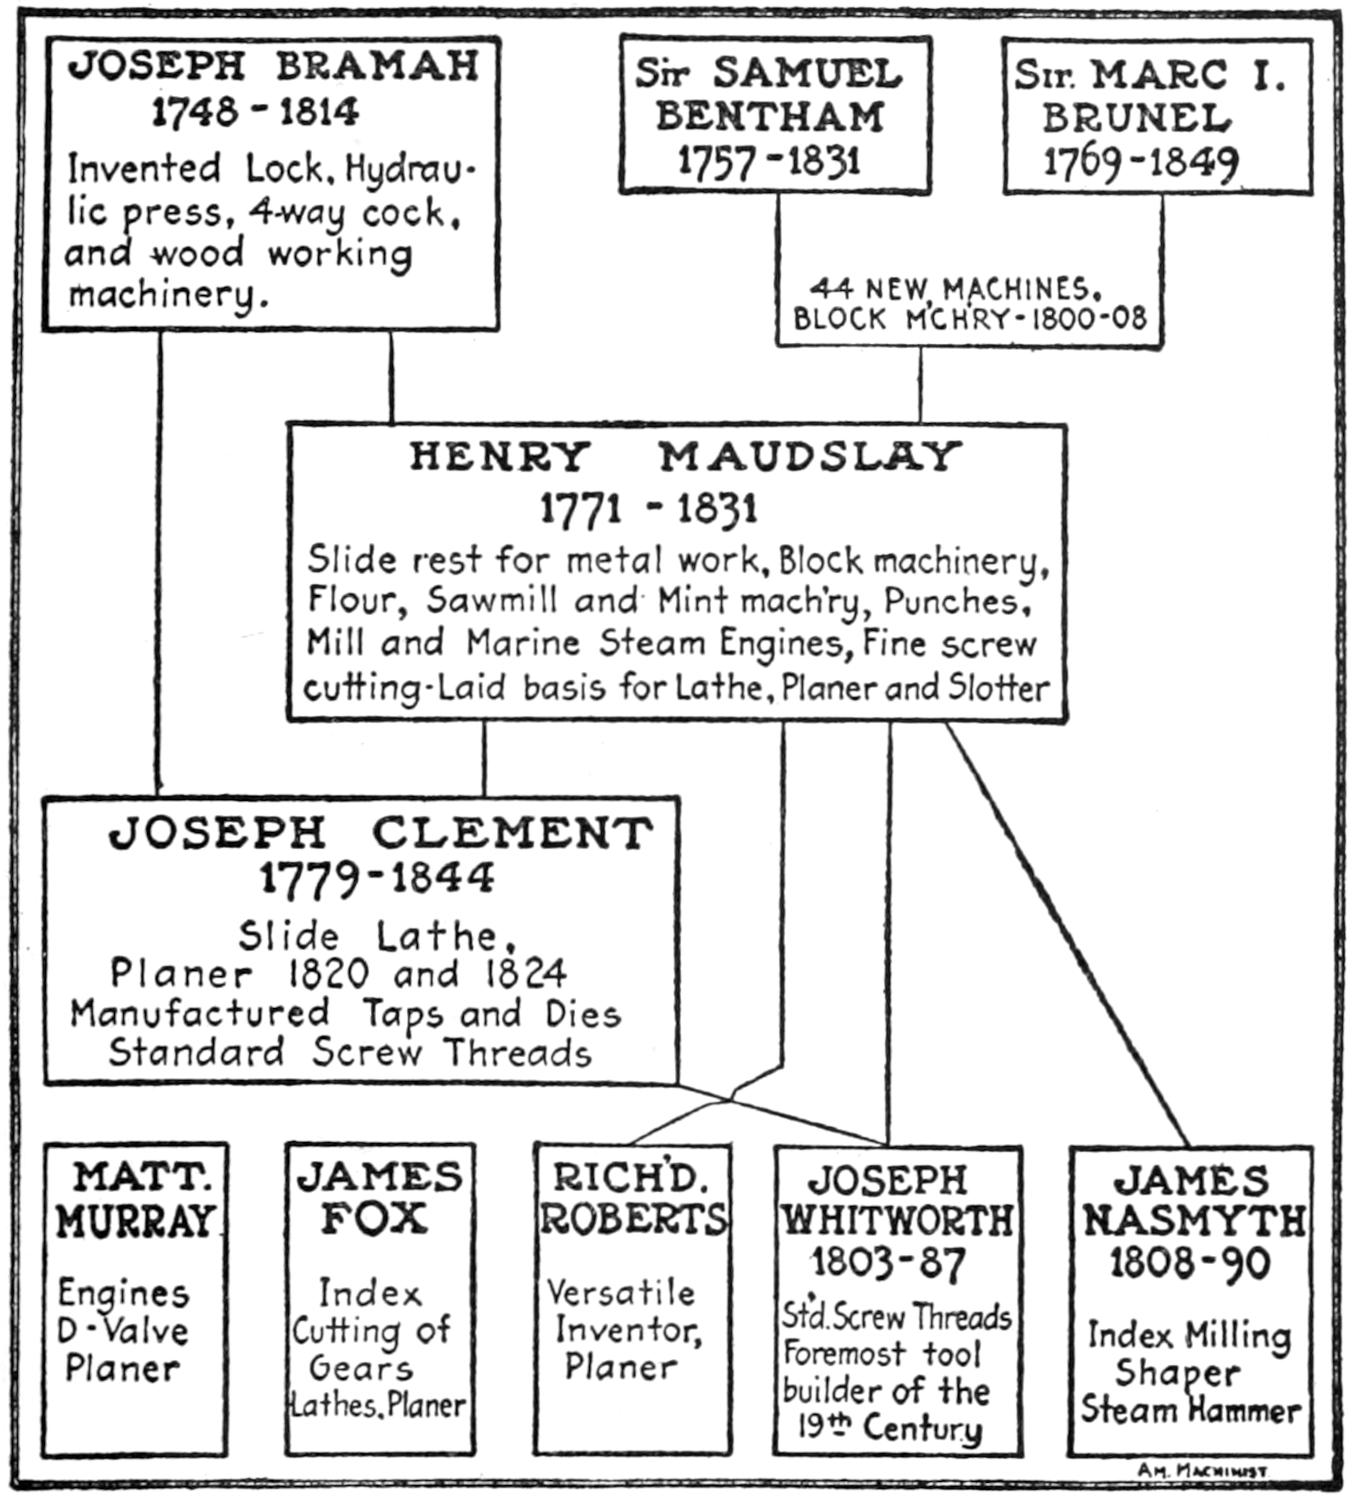 JOSEPH BRAMAH
1748 - 1814
Invented Lock, Hydrau-
lic press, 4-way cock,
and wood working
machinery.
Sir SAMUEL
BENTHAM
1757-1831
Sir. MARC I.
BRUNEL
1769-1849
44 NEW MACHINES.
BLOCK M'CH'RY-1800-08
HENRY MAUDSLAY
1771 - 1831
Slide rest for metal work, Block machinery,
Flour, Sawmill and Mint mach'ry, Punches,
Mill and Marine Steam Engines, Fine screw
cutting-Laid basis for Lathe, Planer and Slotter
JOSEPH CLEMENT
1779-1844
Slide Lathe,
Planer 1820 and 1824
Manufactured Taps and Dies
Standard Screw Threads
MATT.
MURRAY
Engines
D-Valve
Planer
JAMES
FOX
Index
Cutting of
Gears
Lathes, Planer
RICH'D.
ROBERTS
Versatile
Inventor,
Planer
JOSEPH
WHITWORTH
1803-87
St'd. Screw Threads
Foremost tool
builder of the
19th Century
JAMES
NASMYTH
1808-90
Index Milling
Shaper
Steam Hammer
AM. MACHINIST